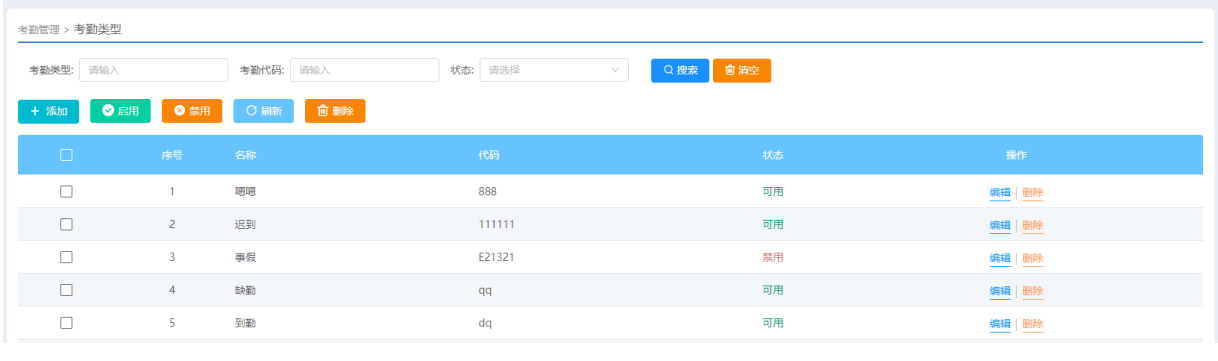 考勤管理 > 考勤类型
考勤类型: 请输入 考勤代码: 请输入 状态: 请选择 搜索 清空
+ 添加 启用 禁用 刷新 删除
序号 名称 代码 状态 操作
1 嗯嗯 888 可用 编辑 | 删除
2 迟到 111111 可用 编辑 | 删除
3 事假 E21321 禁用 编辑 | 删除
4 缺勤 qq 可用 编辑 | 删除
5 到勤 dq 可用 编辑 | 删除